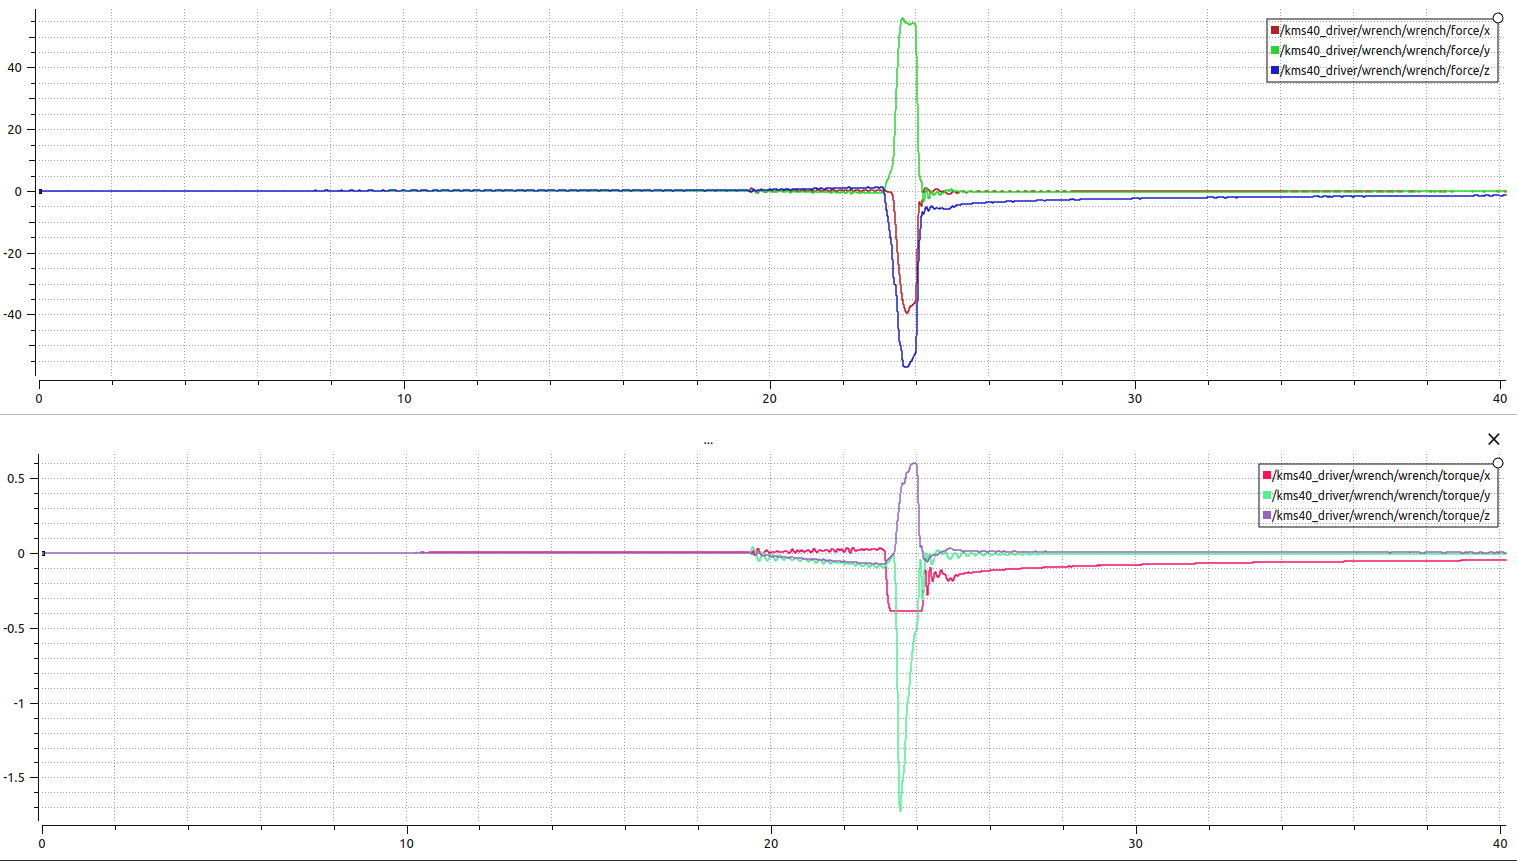 /kms40_driver/wrench/wrench/force/x
/kms40_driver/wrench/wrench/force/y
/kms40_driver/wrench/wrench/force/z
40
20
0
-20
-40
0 10 20 30 40
...
/kms40_driver/wrench/wrench/torque/x
/kms40_driver/wrench/wrench/torque/y
/kms40_driver/wrench/wrench/torque/z
0.5
0
-0.5
-1
-1.5
0 10 20 30 40